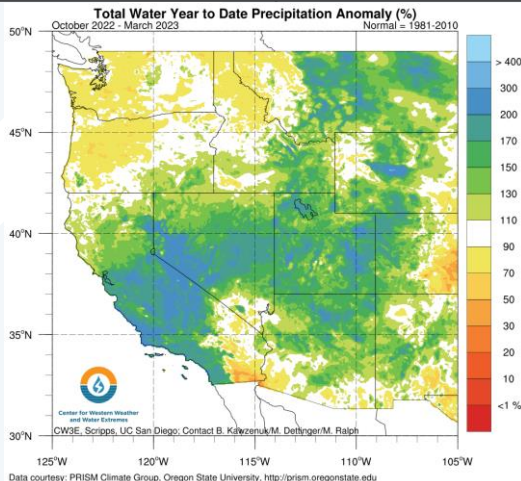 Total Water Year to Date Precipitation Anomaly (%)
October 2022 - March 2023 Normal = 1981-2010
50°N
45°N
40°N
35°N
30°N
125°W 120°W 115°W 110°W 105°W
> 400
300
200
170
150
130
110
90
70
50
30
20
10
<1 %
Center for Western Weather
and Water Extremes
CW3E, Scripps, UC San Diego; Contact B. Kawzenuk/M. Dettinger/M. Ralph
Data courtesy: PRISM Climate Group, Oregon State University, http://prism.oregonstate.edu